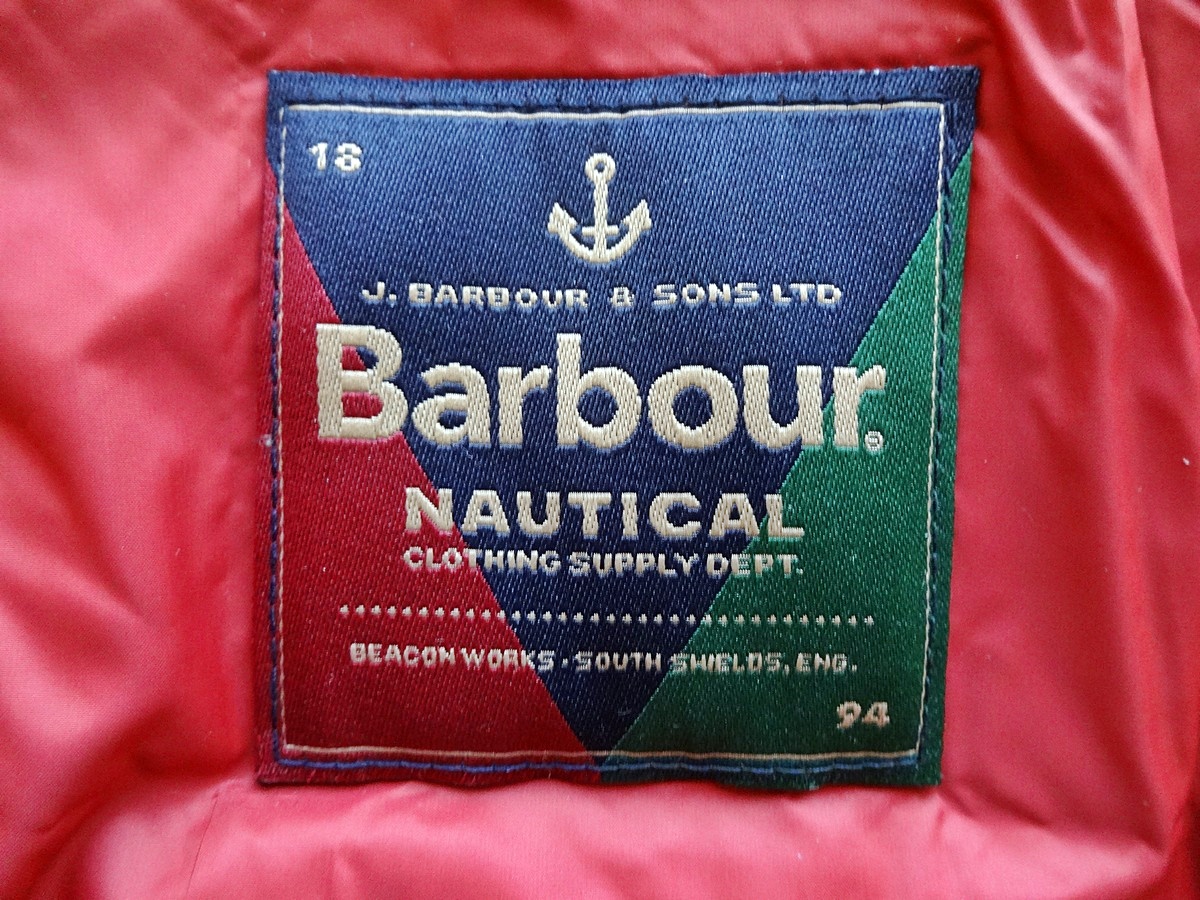 18
J. BARBOUR & SONS LTD
Barbour®
NAUTICAL
CLOTHING SUPPLY DEPT.
BEACON WORKS · SOUTH SHIELDS, ENG.
94